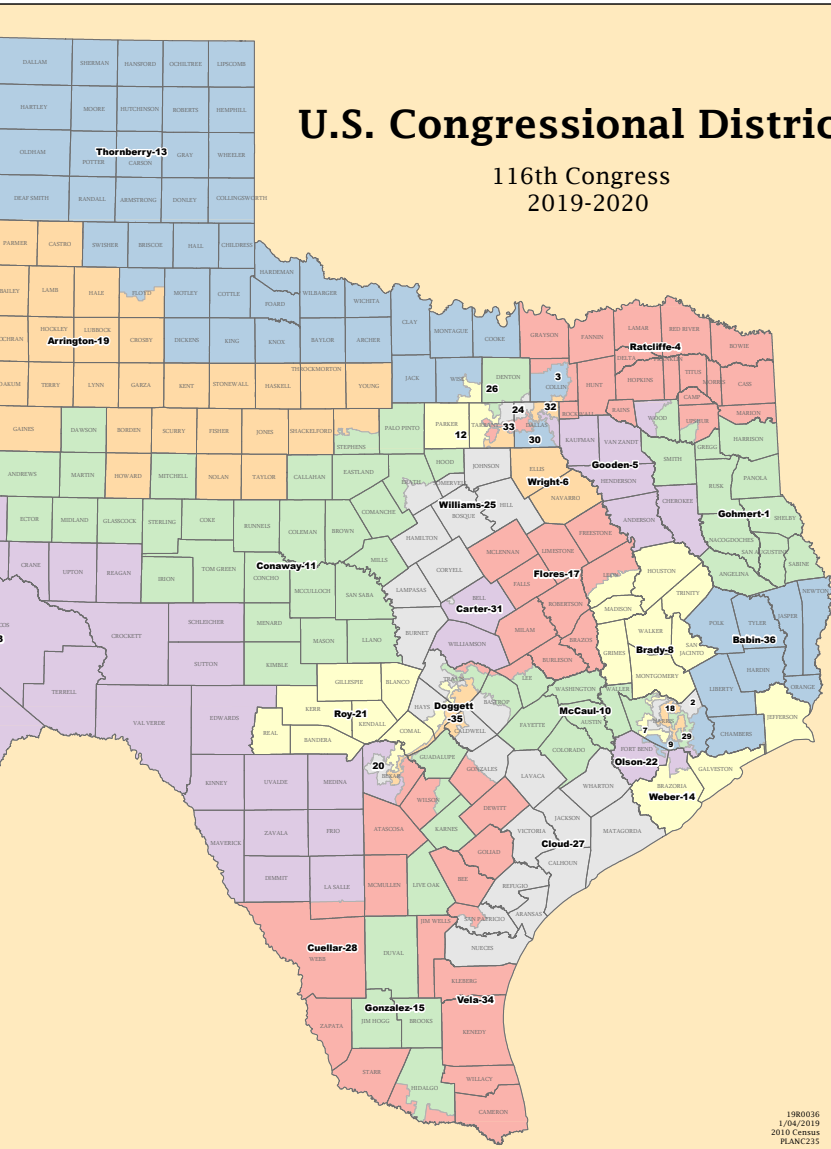 U.S. Congressional Distric
116th Congress
2019-2020
DALLAM SHERMAN HANSFORD OCHILTREE LIPSCOMB
HARTLEY MOORE HUTCHINSON ROBERTS HEMPHILL
Thornberry-13
OLDHAM POTTER CARSON GRAY WHEELER
DEAF SMITH RANDALL ARMSTRONG DONLEY COLLINGSWORTH
PARMER CASTRO SWISHER BRISCOE HALL CHILDRESS
HARDEMAN
BAILEY LAMB HALE FLOYD MOTLEY COTTLE WILBARGER WICHITA
FOARD CLAY
COCHRAN HOCKLEY LUBBOCK MONTAGUE COOKE GRAYSON FANNIN LAMAR RED RIVER BOWIE
Arrington-19 CROSBY DICKENS KING KNOX BAYLOR ARCHER Ratcliffe-4
DELTA FRANKLIN TITUS
OAKUM TERRY LYNN GARZA KENT STONEWALL HASKELL THROCKMORTON YOUNG JACK WISE DENTON 3 COLLIN HUNT HOPKINS MORRIS CASS
26 CAMP
24 32 ROCKWALL RAINS WOOD UPSHUR MARION
GAINES DAWSON BORDEN SCURRY FISHER JONES SHACKELFORD STEPHENS PALO PINTO PARKER 12 TARRANT 33 DALLAS 30 KAUFMAN VAN ZANDT HARRISON
GREGG
ANDREWS MARTIN HOWARD MITCHELL NOLAN TAYLOR CALLAHAN EASTLAND HOOD JOHNSON ELLIS Gooden-5 SMITH PANOLA
ERATH SOMERVELL Wright-6 HENDERSON RUSK
NAVARRO CHEROKEE
ECTOR MIDLAND GLASSCOCK STERLING COKE RUNNELS COLEMAN BROWN COMANCHE Williams-25 HILL ANDERSON Gohmert-1 SHELBY
BOSQUE FREESTONE NACOGDOCHES
HAMILTON SAN AUGUSTINE
CRANE UPTON REAGAN IRION TOM GREEN CONCHO Conaway-11 MILLS MCLENNAN LIMESTONE SABINE
CORYELL Flores-17 LEON HOUSTON ANGELINA
MCCULLOCH SAN SABA LAMPASAS FALLS TRINITY NEWTON
BELL Carter-31 ROBERTSON MADISON
COS CROCKETT SCHLEICHER MENARD MASON LLANO BURNET MILAM WALKER POLK TYLER JASPER
3 WILLIAMSON BRAZOS GRIMES Brady-8 SAN JACINTO Babin-36
SUTTON KIMBLE BURLESON HARDIN
TERRELL GILLESPIE BLANCO TRAVIS LEE MONTGOMERY
VAL VERDE EDWARDS KERR Doggett -35 BASTROP WASHINGTON WALLER LIBERTY ORANGE
Roy-21 HAYS McCaul-10 2
KENDALL FAYETTE AUSTIN 18 HARRIS JEFFERSON
REAL BANDERA COMAL CALDWELL 7 29 CHAMBERS
COLORADO FORT BEND 9
GUADALUPE Olson-22
20 BEXAR GONZALES LAVACA GALVESTON
KINNEY UVALDE MEDINA WHARTON BRAZORIA
Weber-14
WILSON DEWITT
MAVERICK ZAVALA FRIO ATASCOSA KARNES VICTORIA JACKSON MATAGORDA
Cloud-27
GOLIAD CALHOUN
DIMMIT LA SALLE MCMULLEN LIVE OAK BEE REFUGIO
ARANSAS
JIM WELLS SAN PATRICIO
Cuellar-28 DUVAL NUECES
WEBB
KLEBERG
Vela-34
Gonzalez-15
ZAPATA JIM HOGG BROOKS KENEDY
STARR WILLACY
HIDALGO
CAMERON
19R0036
1/04/2019
2010 Census
PLANC235